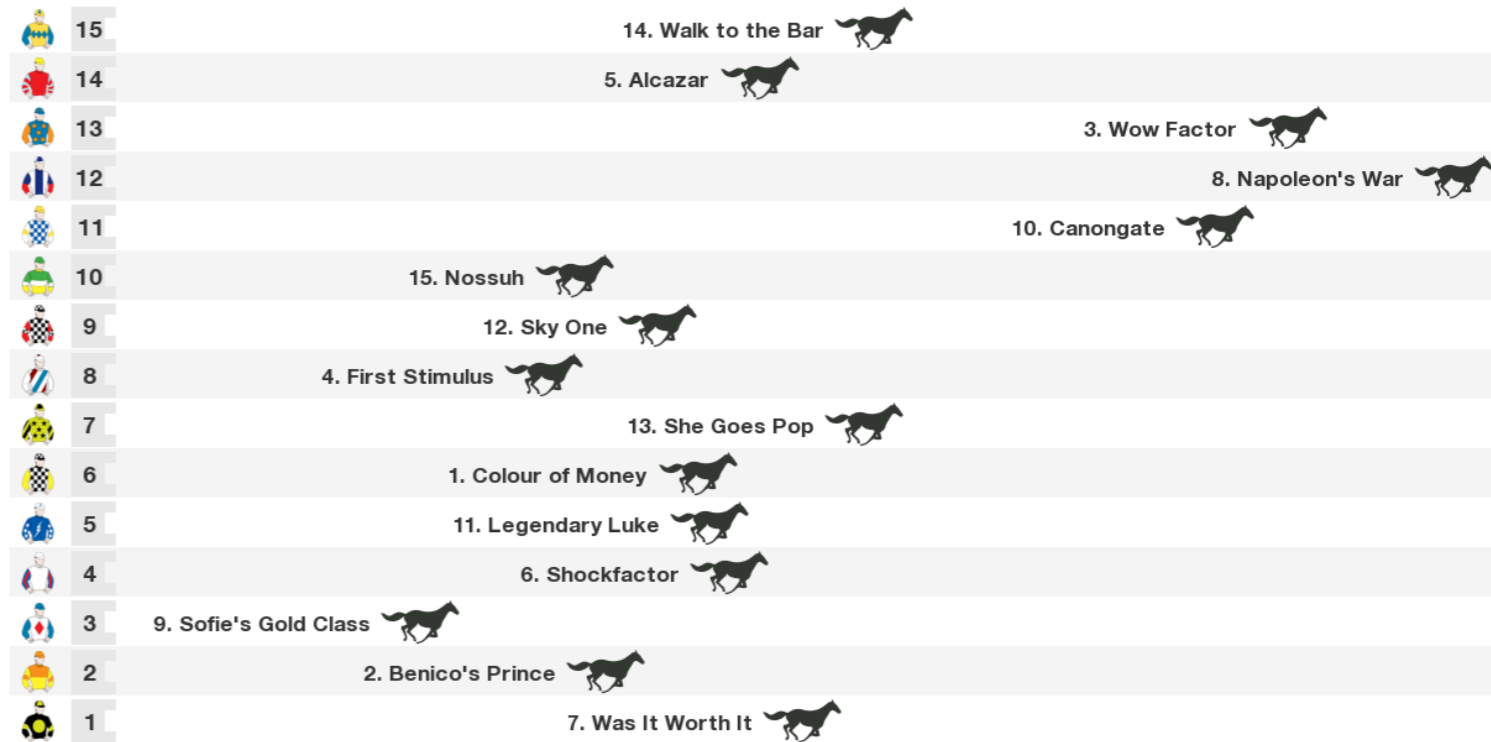 15 14. Walk to the Bar
14 5. Alcazar
13 3. Wow Factor
12 8. Napoleon's War
11 10. Canongate
10 15. Nossuh
9 12. Sky One
8 4. First Stimulus
7 13. She Goes Pop
6 1. Colour of Money
5 11. Legendary Luke
4 6. Shockfactor
3 9. Sofie's Gold Class
2 2. Benico's Prince
1 7. Was It Worth It